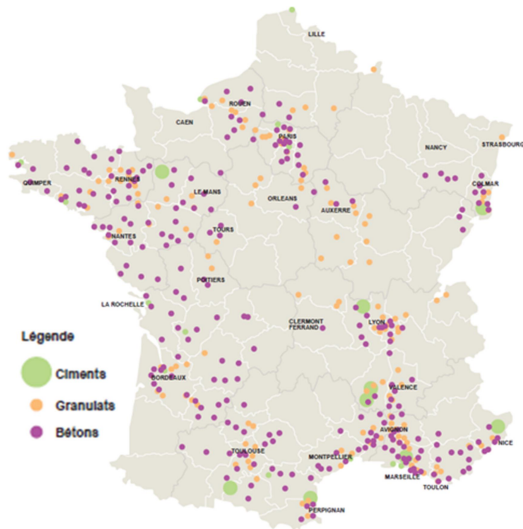 LILLE
ROUEN
CAEN
PARIS
STRASBOURG
NANCY
COLMAR
RENNES
QUIMPER
LE MANS
ORLEANS
AUXERRE
NANTES
TOURS
POITIERS
LA ROCHELLE
CLERMONT
FERRAND
LYON
Légende
Ciments
Granulats
Bétons
BORDEAUX
VALENCE
AVIGNON
TOULOUSE
MONTPELLIER
NICE
MARSEILLE
TOULON
PERPIGNAN